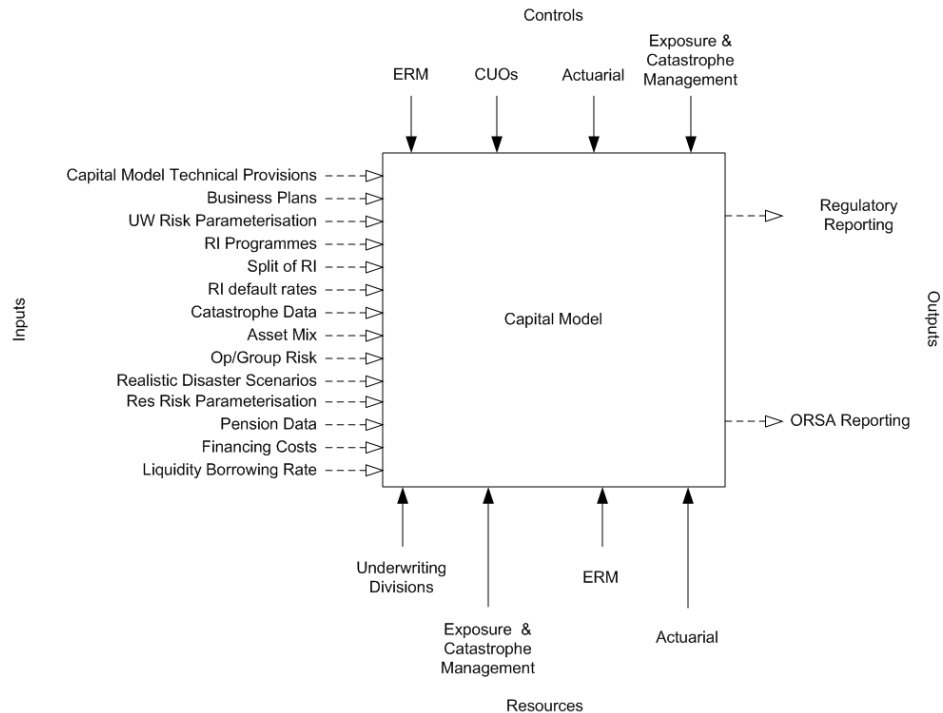 Controls
ERM
CUOs
Actuarial
Exposure &
Catastrophe
Management
Inputs
Capital Model Technical Provisions
Business Plans
UW Risk Parameterisation
RI Programmes
Split of RI
RI default rates
Catastrophe Data
Asset Mix
Op/Group Risk
Realistic Disaster Scenarios
Res Risk Parameterisation
Pension Data
Financing Costs
Liquidity Borrowing Rate
Capital Model
Regulatory
Reporting
ORSA Reporting
Outputs
Underwriting
Divisions
Exposure &
Catastrophe
Management
ERM
Actuarial
Resources